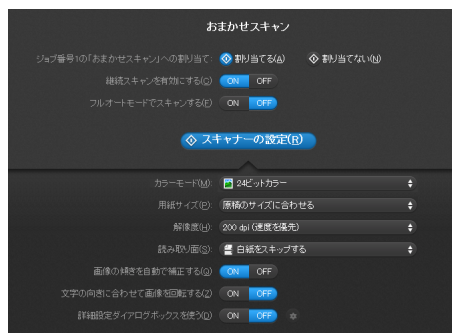 おまかせスキャン
ジョブ番号1の「おまかせスキャン」への割り当て: 割り当てる(A) 割り当てない(N)
継続スキャンを有効にする(C) ON OFF
フルオートモードでスキャンする(F) ON OFF
スキャナーの設定(R)
カラーモード(M): 24ビットカラー
用紙サイズ(P): 原稿のサイズに合わせる
解像度(H): 200 dpi (速度を優先)
読み取り面(S): 白紙をスキップする
画像の傾きを自動で補正する(Q) ON OFF
文字の向きに合わせて画像を回転する(Z) ON OFF
詳細設定ダイアログボックスを使う(D) ON OFF